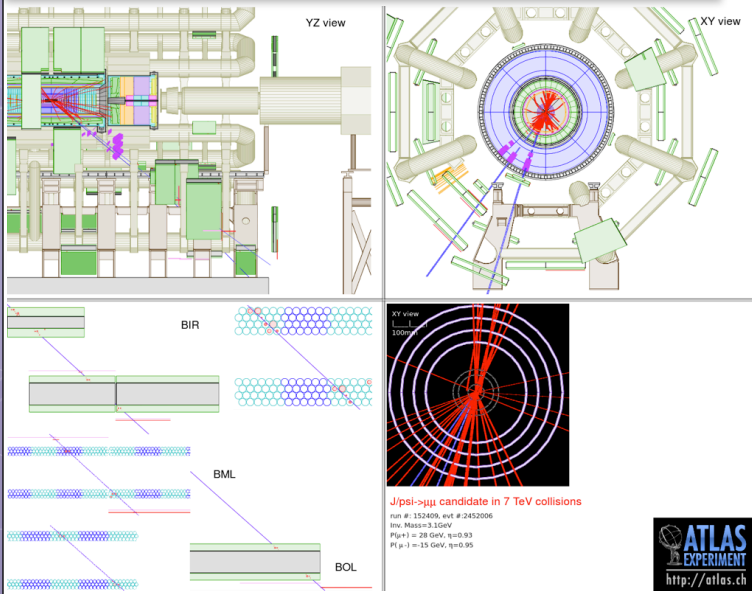 YZ view
XY view
BIR
BML
BOL
XY view
100mm
J/psi->μμ candidate in 7 TeV collisions
run #: 152409, evt #:2452006
Inv. Mass=3.1GeV
P(μ+) = 28 GeV, η=0.93
P( μ -)=-15 GeV, η=0.95
ATLAS
EXPERIMENT
http://atlas.ch